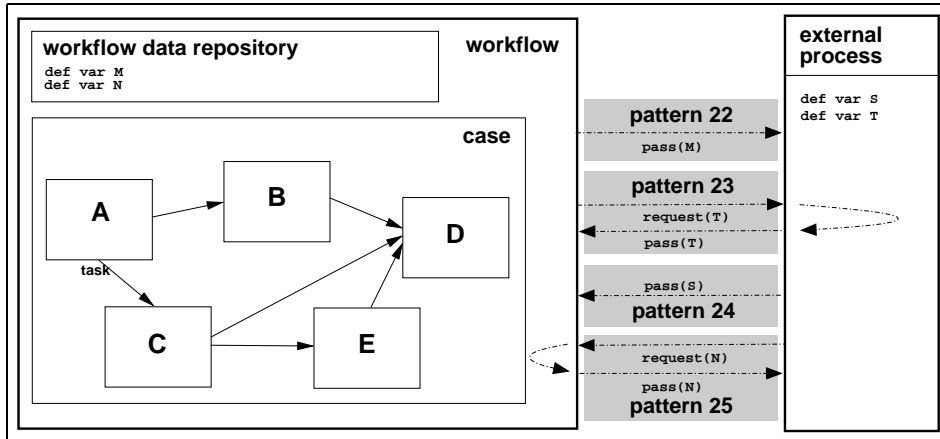 workflow data repository
def var M
def var N
workflow
case
A
B
D
task
C
E
pattern 22
pass(M)
pattern 23
request(T)
pass(T)
pass(S)
pattern 24
request(N)
pass(N)
pattern 25
external
process
def var S
def var T